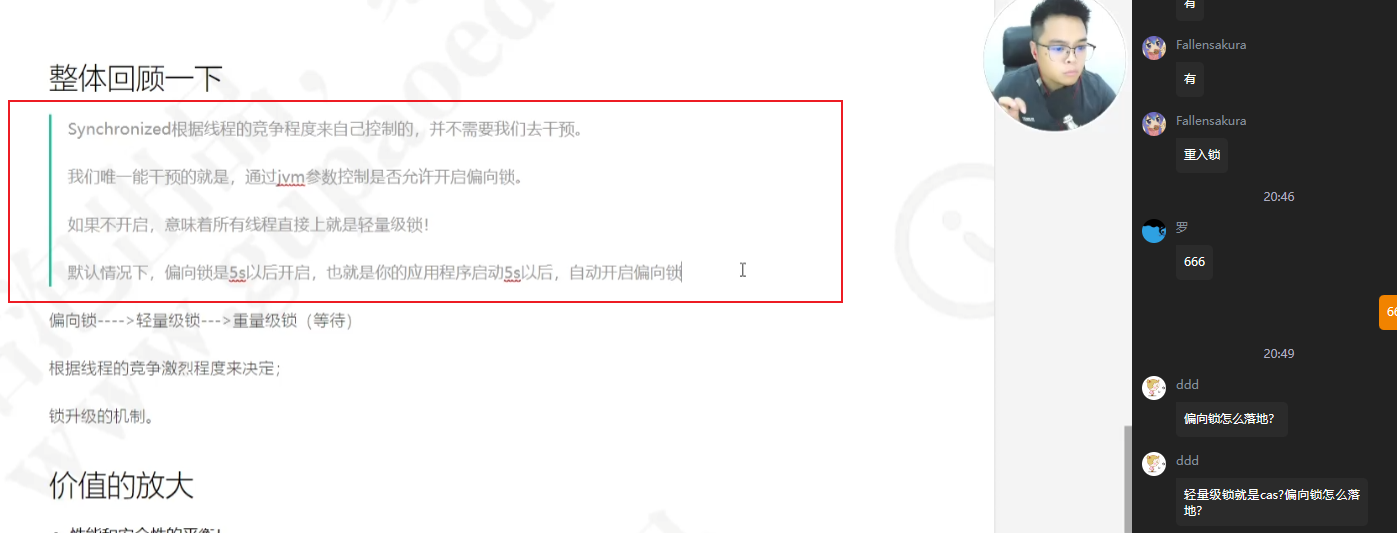 整体回顾一下
Synchronized根据线程的竞争程度来自己控制的，并不需要我们去干预。
我们唯一能干预的就是，通过jvm参数控制是否允许开启偏向锁。
如果不开启，意味着所有线程直接上就是轻量级锁！
默认情况下，偏向锁是5s以后开启，也就是你的应用程序启动5s以后，自动开启偏向锁
偏向锁---->轻量级锁--->重量级锁（等待）
根据线程的竞争激烈程度来决定；
锁升级的机制。
价值的放大
性能和安全性的平衡！
有
Fallensakura
有
Fallensakura
重入锁
20:46
罗
666
66
20:49
ddd
偏向锁怎么落地?
ddd
轻量级锁就是cas?偏向锁怎么落
地?